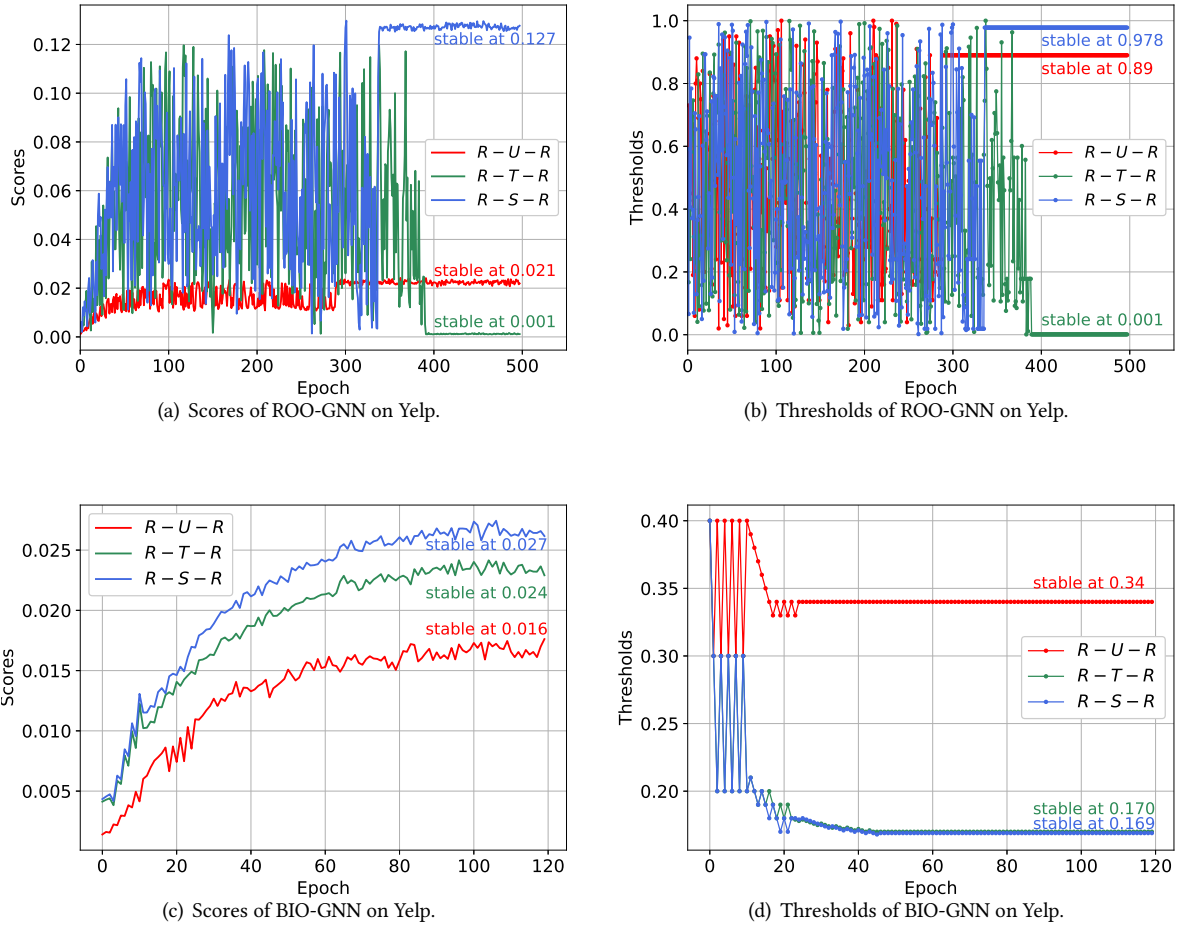 0.12
0.10
0.08
0.06
0.04
0.02
0.00
Scores
stable at 0.127
R − U − R
R − T − R
R − S − R
stable at 0.021
stable at 0.001
0 100 200 300 400 500
Epoch
(a) Scores of ROO-GNN on Yelp.
1.0
0.8
0.6
0.4
0.2
0.0
Thresholds
stable at 0.978
stable at 0.89
R − U − R
R − T − R
R − S − R
stable at 0.001
0 100 200 300 400 500
Epoch
(b) Thresholds of ROO-GNN on Yelp.
0.025
0.020
0.015
0.010
0.005
Scores
R − U − R
R − T − R
R − S − R
stable at 0.027
stable at 0.024
stable at 0.016
0 20 40 60 80 100 120
Epoch
(c) Scores of BIO-GNN on Yelp.
0.40
0.35
0.30
0.25
0.20
Thresholds
stable at 0.34
R − U − R
R − T − R
R − S − R
stable at 0.170
stable at 0.169
0 20 40 60 80 100 120
Epoch
(d) Thresholds of BIO-GNN on Yelp.